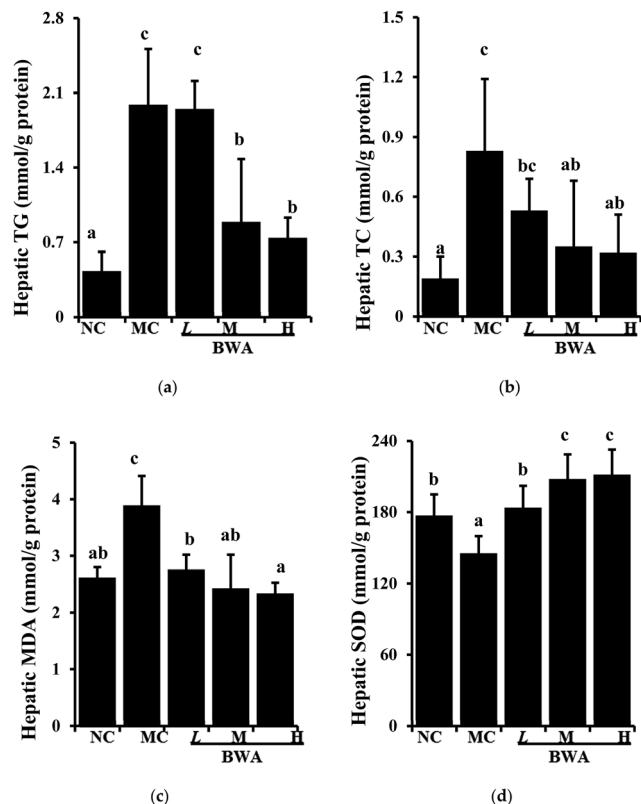 Hepatic TG (mmol/g protein)
2.8
2.1
1.4
0.7
0
a
c
c
b
b
NC MC L M H
BWA
(a)
Hepatic TC (mmol/g protein)
1.5
1.2
0.9
0.6
0.3
0
a
c
bc
ab
ab
NC MC L M H
BWA
(b)
Hepatic MDA (mmol/g protein)
5
4
3
2
1
0
ab
c
b
ab
a
NC MC L M H
BWA
(c)
Hepatic SOD (mmol/g protein)
240
180
120
60
0
b
a
b
c
c
NC MC L M H
BWA
(d)